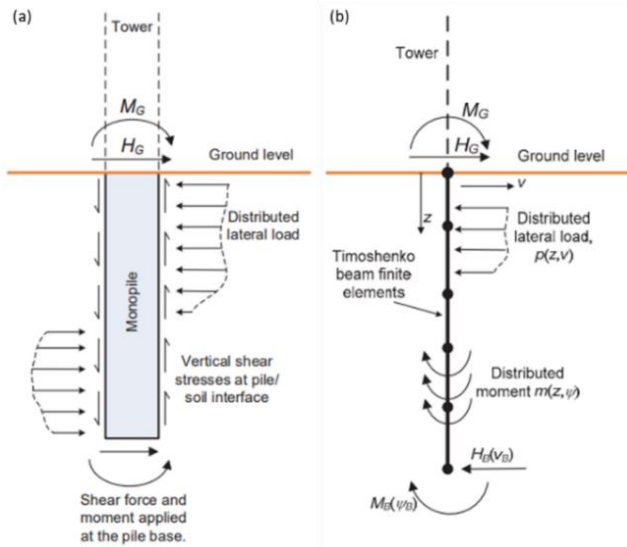 (a)
Tower
M_G
H_G
Ground level
Distributed
lateral load
Monopile
Vertical shear
stresses at pile/
soil interface
Shear force and
moment applied
at the pile base.
(b)
Tower
M_G
H_G
Ground level
v
z
Distributed
lateral load,
p(z,v)
Timoshenko
beam finite
elements
Distributed
moment m(z,ψ)
H_B(v_B)
M_B(ψ_B)